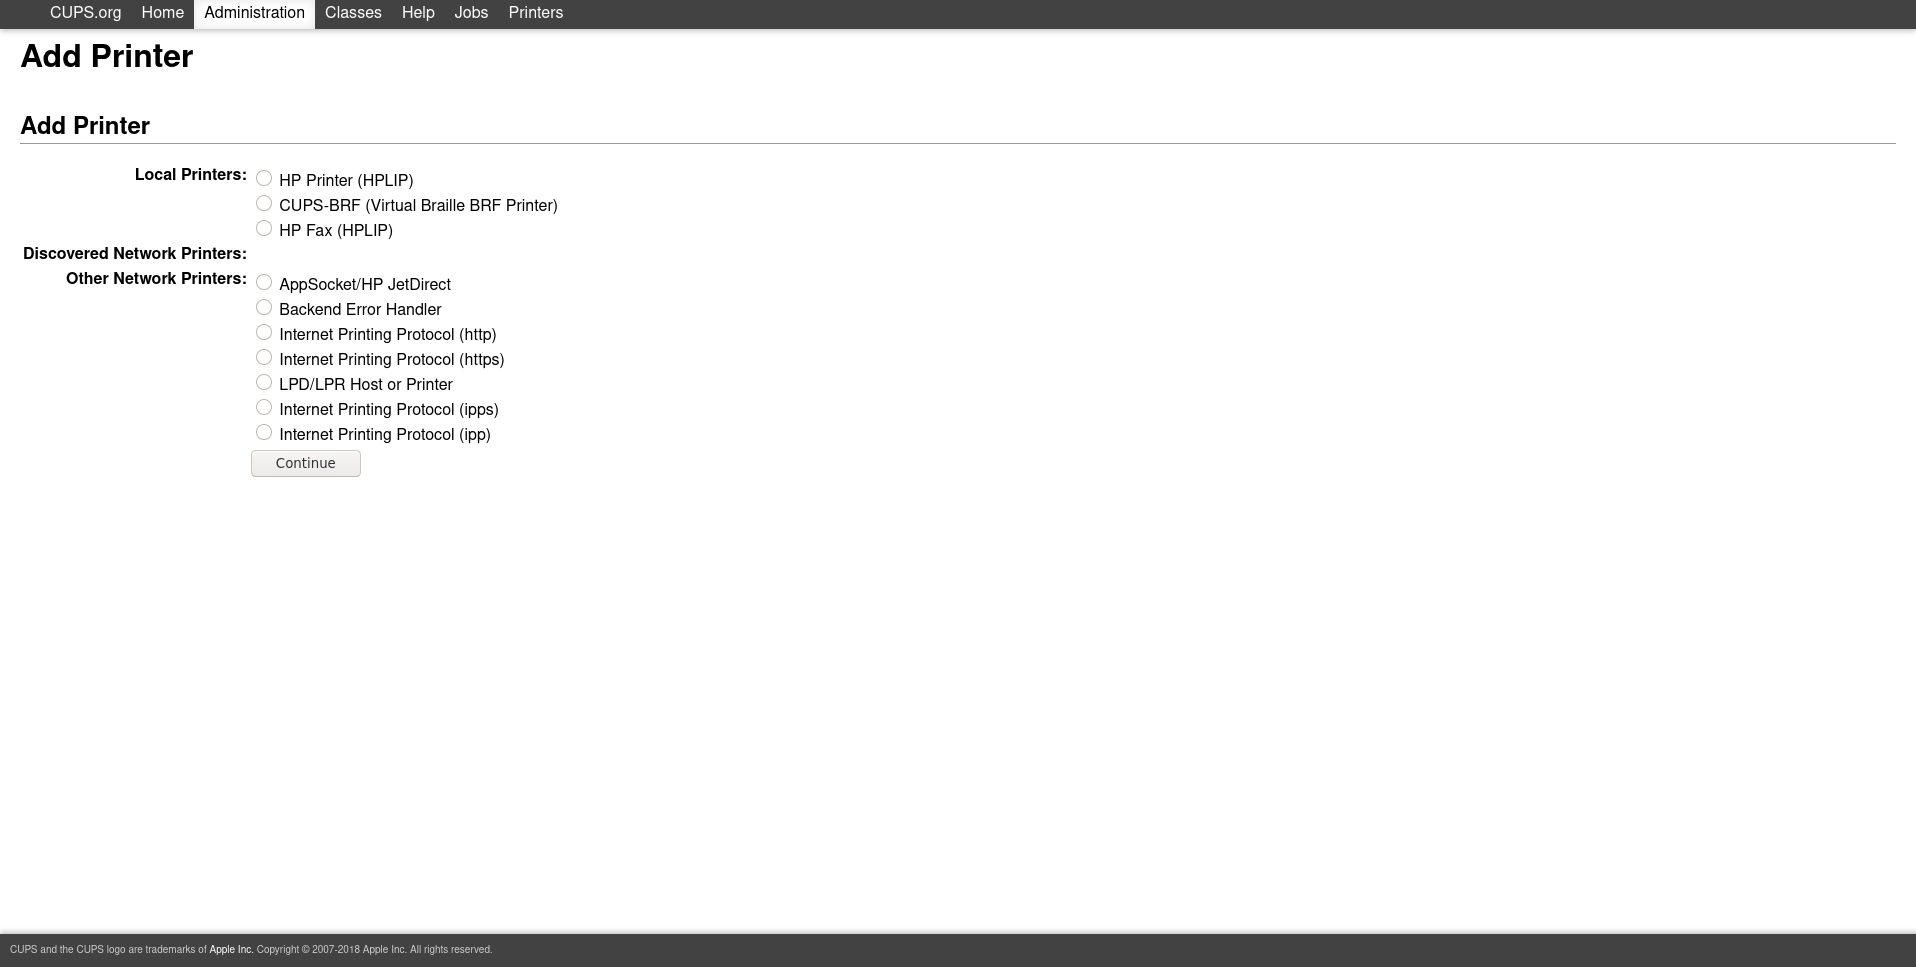 CUPS.org Home Administration Classes Help Jobs Printers
Add Printer
Add Printer
Local Printers: HP Printer (HPLIP)
CUPS-BRF (Virtual Braille BRF Printer)
HP Fax (HPLIP)
Discovered Network Printers:
Other Network Printers: AppSocket/HP JetDirect
Backend Error Handler
Internet Printing Protocol (http)
Internet Printing Protocol (https)
LPD/LPR Host or Printer
Internet Printing Protocol (ipps)
Internet Printing Protocol (ipp)
Continue
CUPS and the CUPS logo are trademarks of Apple Inc. Copyright © 2007-2018 Apple Inc. All rights reserved.